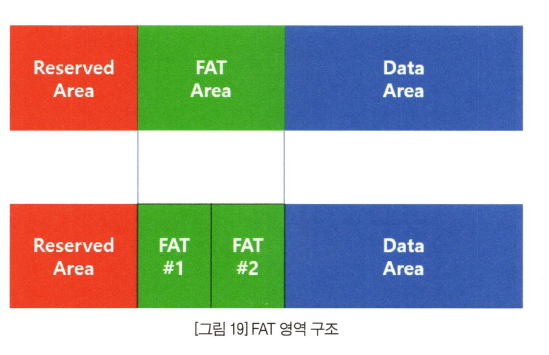 Reserved
Area
FAT
Area
Data
Area
Reserved
Area
FAT
#1
FAT
#2
Data
Area
[그림 19] FAT 영역 구조